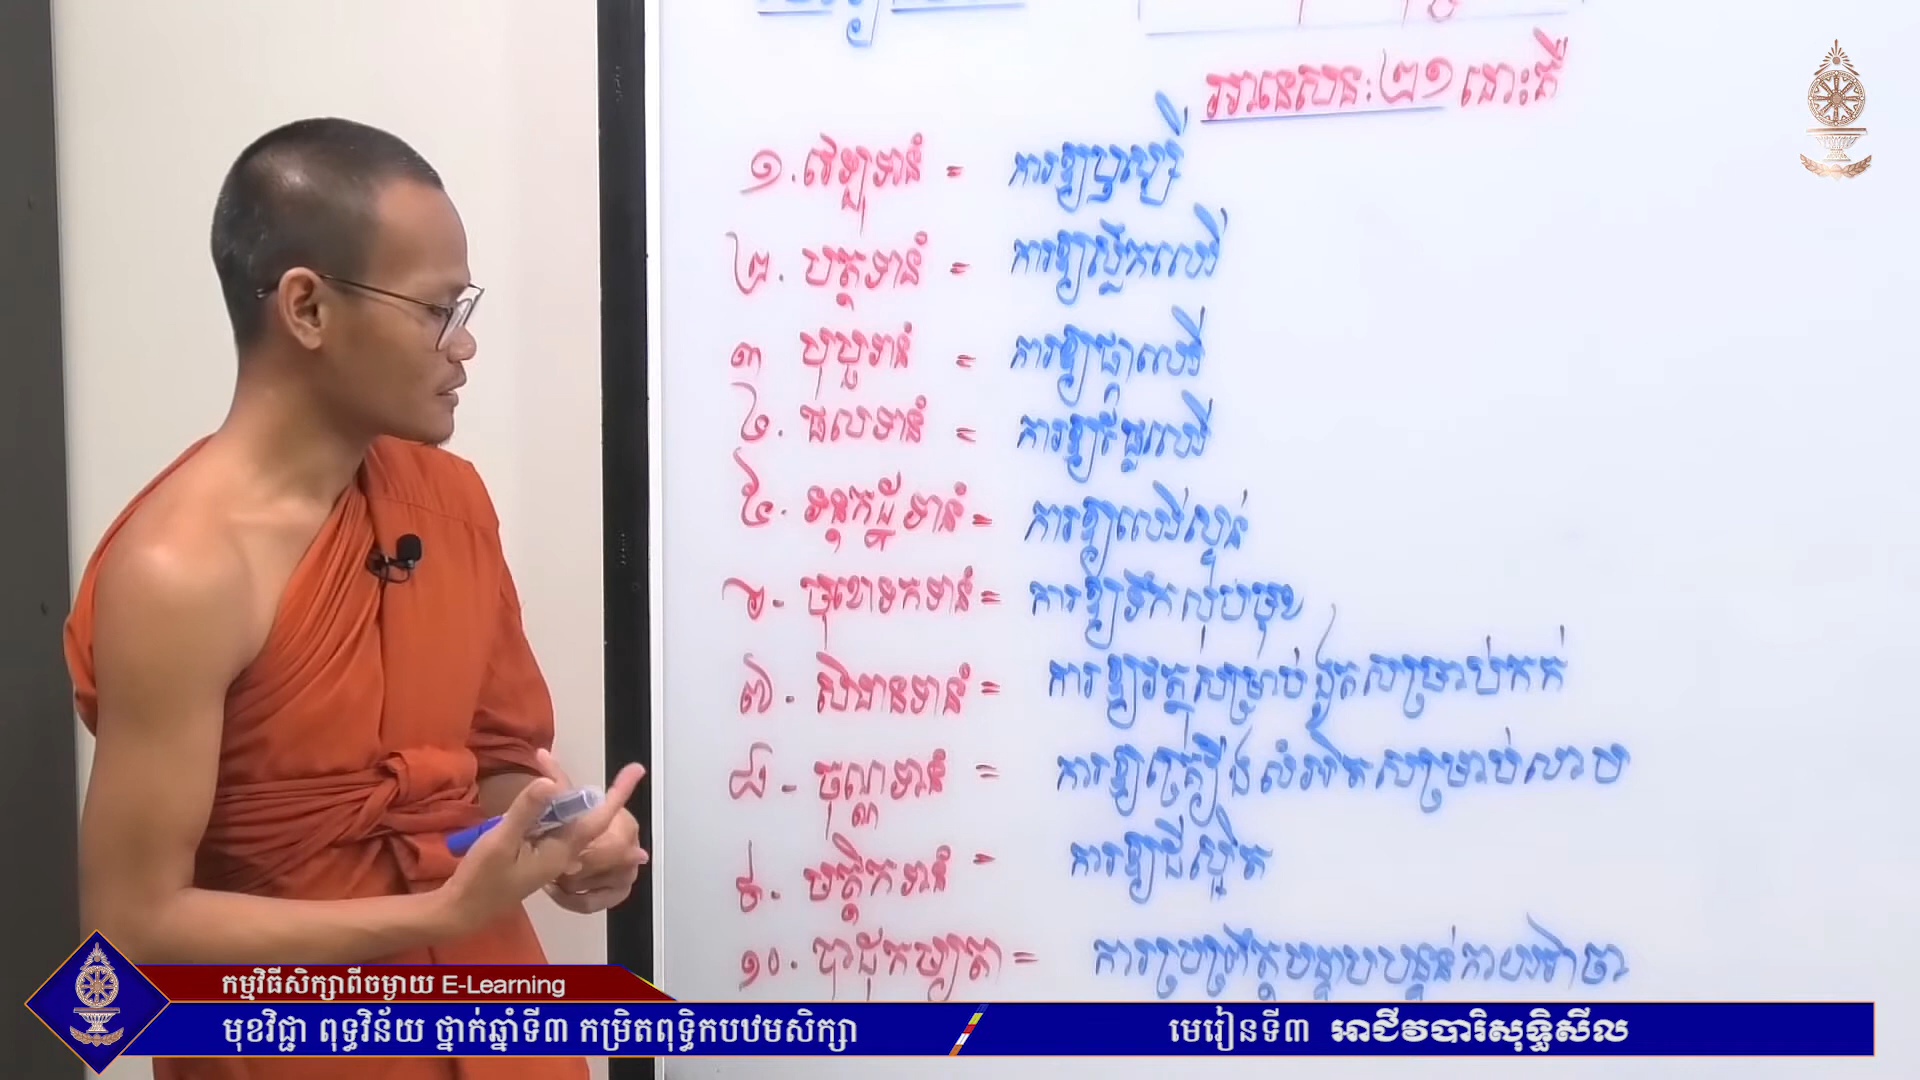 អនេសនៈ ២១ នោះគឺ
១. វេឡុទានំ = ការឱ្យឫស្សី
២. បត្តទានំ = ការឱ្យស្លឹកឈើ
៣ បុប្ផទានំ = ការឱ្យផ្កាឈើ
៤. ផលទានំ = ការឱ្យផ្លែឈើ
៥. ទន្តកដ្ឋទានំ = ការឱ្យឈើស្ទន់
៦. មុខោទកទានំ = ការឱ្យទឹកលុបមុខ
៧. សិនានទានំ = ការឱ្យវត្ថុសម្រាប់ងូតសម្រាប់កក់
៨. ចុណ្ណទានំ = ការឱ្យគ្រឿងលំអិតសម្រាប់លាប
៩. មត្តិកទានំ = ការឱ្យដីស្អិត
១០. បាដុកម្យតា = ការប្រព្រឹត្តបន្ទាបបន្ទន់កាយវាចា
កម្មវិធីសិក្សាពីចម្ងាយ E-Learning
មុខវិជ្ជា ពុទ្ធវិន័យ ថ្នាក់ឆ្នាំទី៣ កម្រិតពុទ្ធិកបឋមសិក្សា
មេរៀនទី៣ អាជីវបារិសុទ្ធិសីល